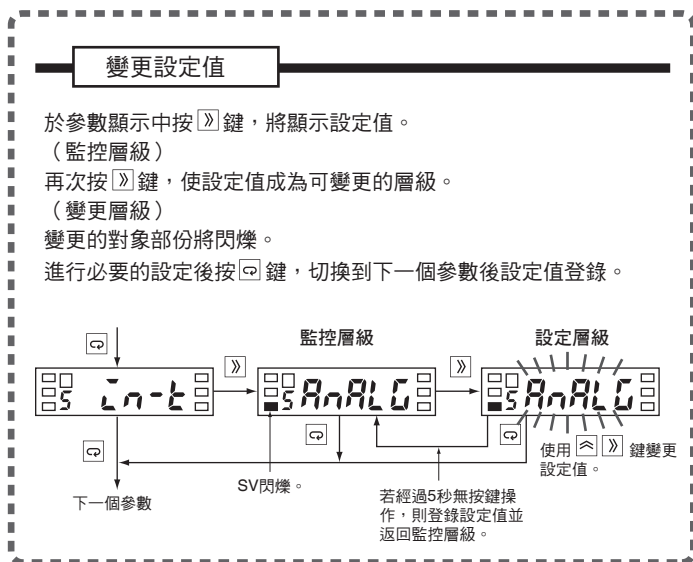 變更設定值
於參數顯示中按 》 鍵，將顯示設定值。
（監控層級）
再次按 》 鍵，使設定值成為可變更的層級。
（變更層級）
變更的對象部份將閃爍。
進行必要的設定後按 鍵，切換到下一個參數後設定值登錄。
監控層級
設定層級
》
》
5 in-t
5 AnALG
5 AnALG
使用 鍵變更
設定值。
SV閃爍。
下一個參數
若經過5秒無按鍵操
作，則登錄設定值並
返回監控層級。